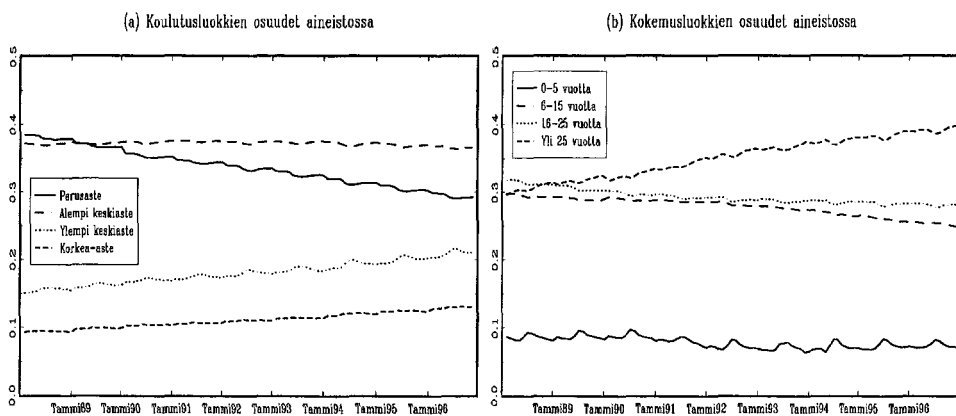 (a) Koulutusluokkien osuudet aineistossa
0.5
0.4
0.3
0.2
0.1
0.0
Perusaste
Alempi keskiaste
Ylempi keskiaste
Korkea-aste
Tammi89 Tammi90 Tammi91 Tammi92 Tammi93 Tammi94 Tammi95 Tammi96
(b) Kokemusluokkien osuudet aineistossa
0.5
0.4
0.3
0.2
0.1
0.0
0-5 vuotta
6-15 vuotta
16-25 vuotta
Yli 25 vuotta
Tammi89 Tammi90 Tammi91 Tammi92 Tammi93 Tammi94 Tammi95 Tammi96